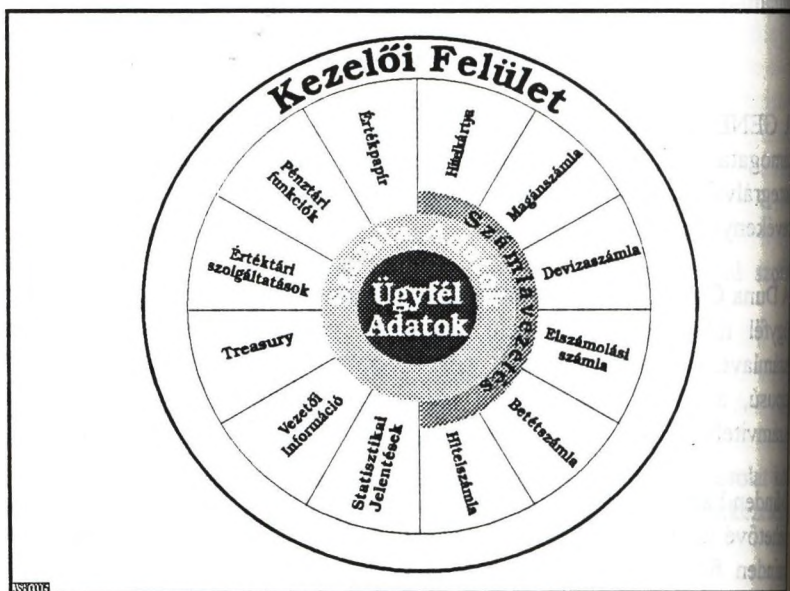 Kezelői Felület
Hitelkártya
Magánszámla
Devizaszámla
Elszámolási
számla
Betétszámla
Hitelszámla
Statisztikai
Jelentések
Vezetői
Információ
Treasury
Értéktári
szolgáltatások
Pénztári
funkciók
Értékpapír
Számlavezetés
Számla Adatok
Ügyfél
Adatok